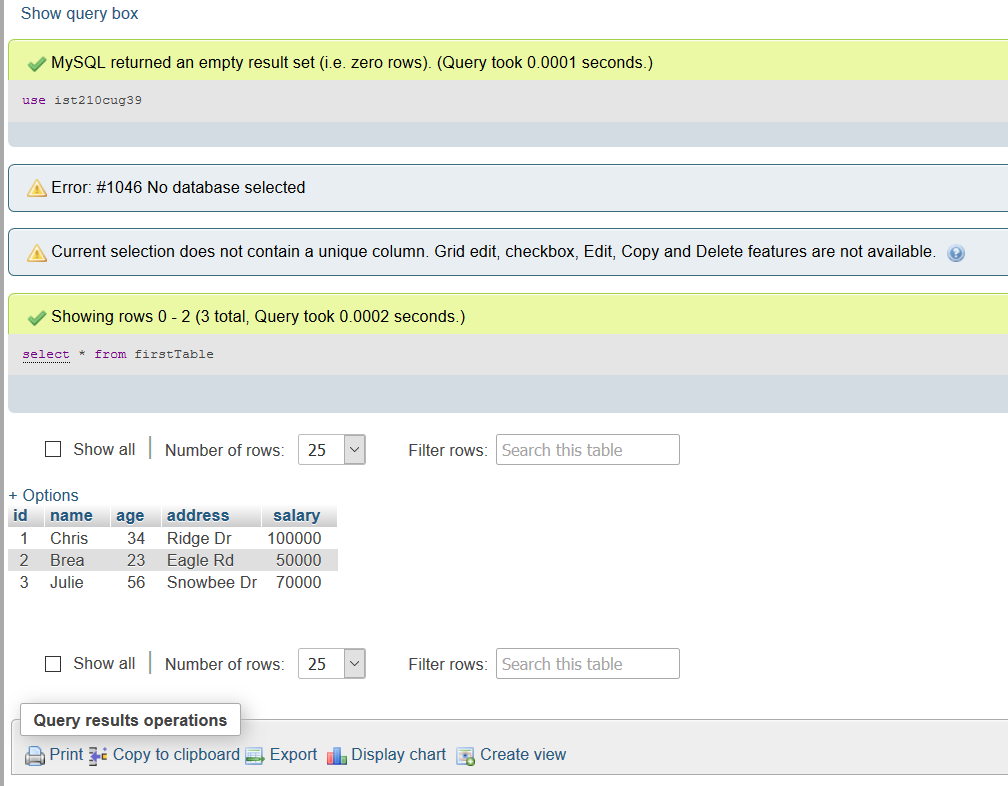 Show query box
MySQL returned an empty result set (i.e. zero rows). (Query took 0.0001 seconds.)
use ist210cug39
Error: #1046 No database selected
Current selection does not contain a unique column. Grid edit, checkbox, Edit, Copy and Delete features are not available.
Showing rows 0 - 2 (3 total, Query took 0.0002 seconds.)
select * from firstTable
Show all | Number of rows: 25 Filter rows: Search this table
+ Options
id name age address salary
1 Chris 34 Ridge Dr 100000
2 Brea 23 Eagle Rd 50000
3 Julie 56 Snowbee Dr 70000
Show all | Number of rows: 25 Filter rows: Search this table
Query results operations
Print Copy to clipboard Export Display chart Create view